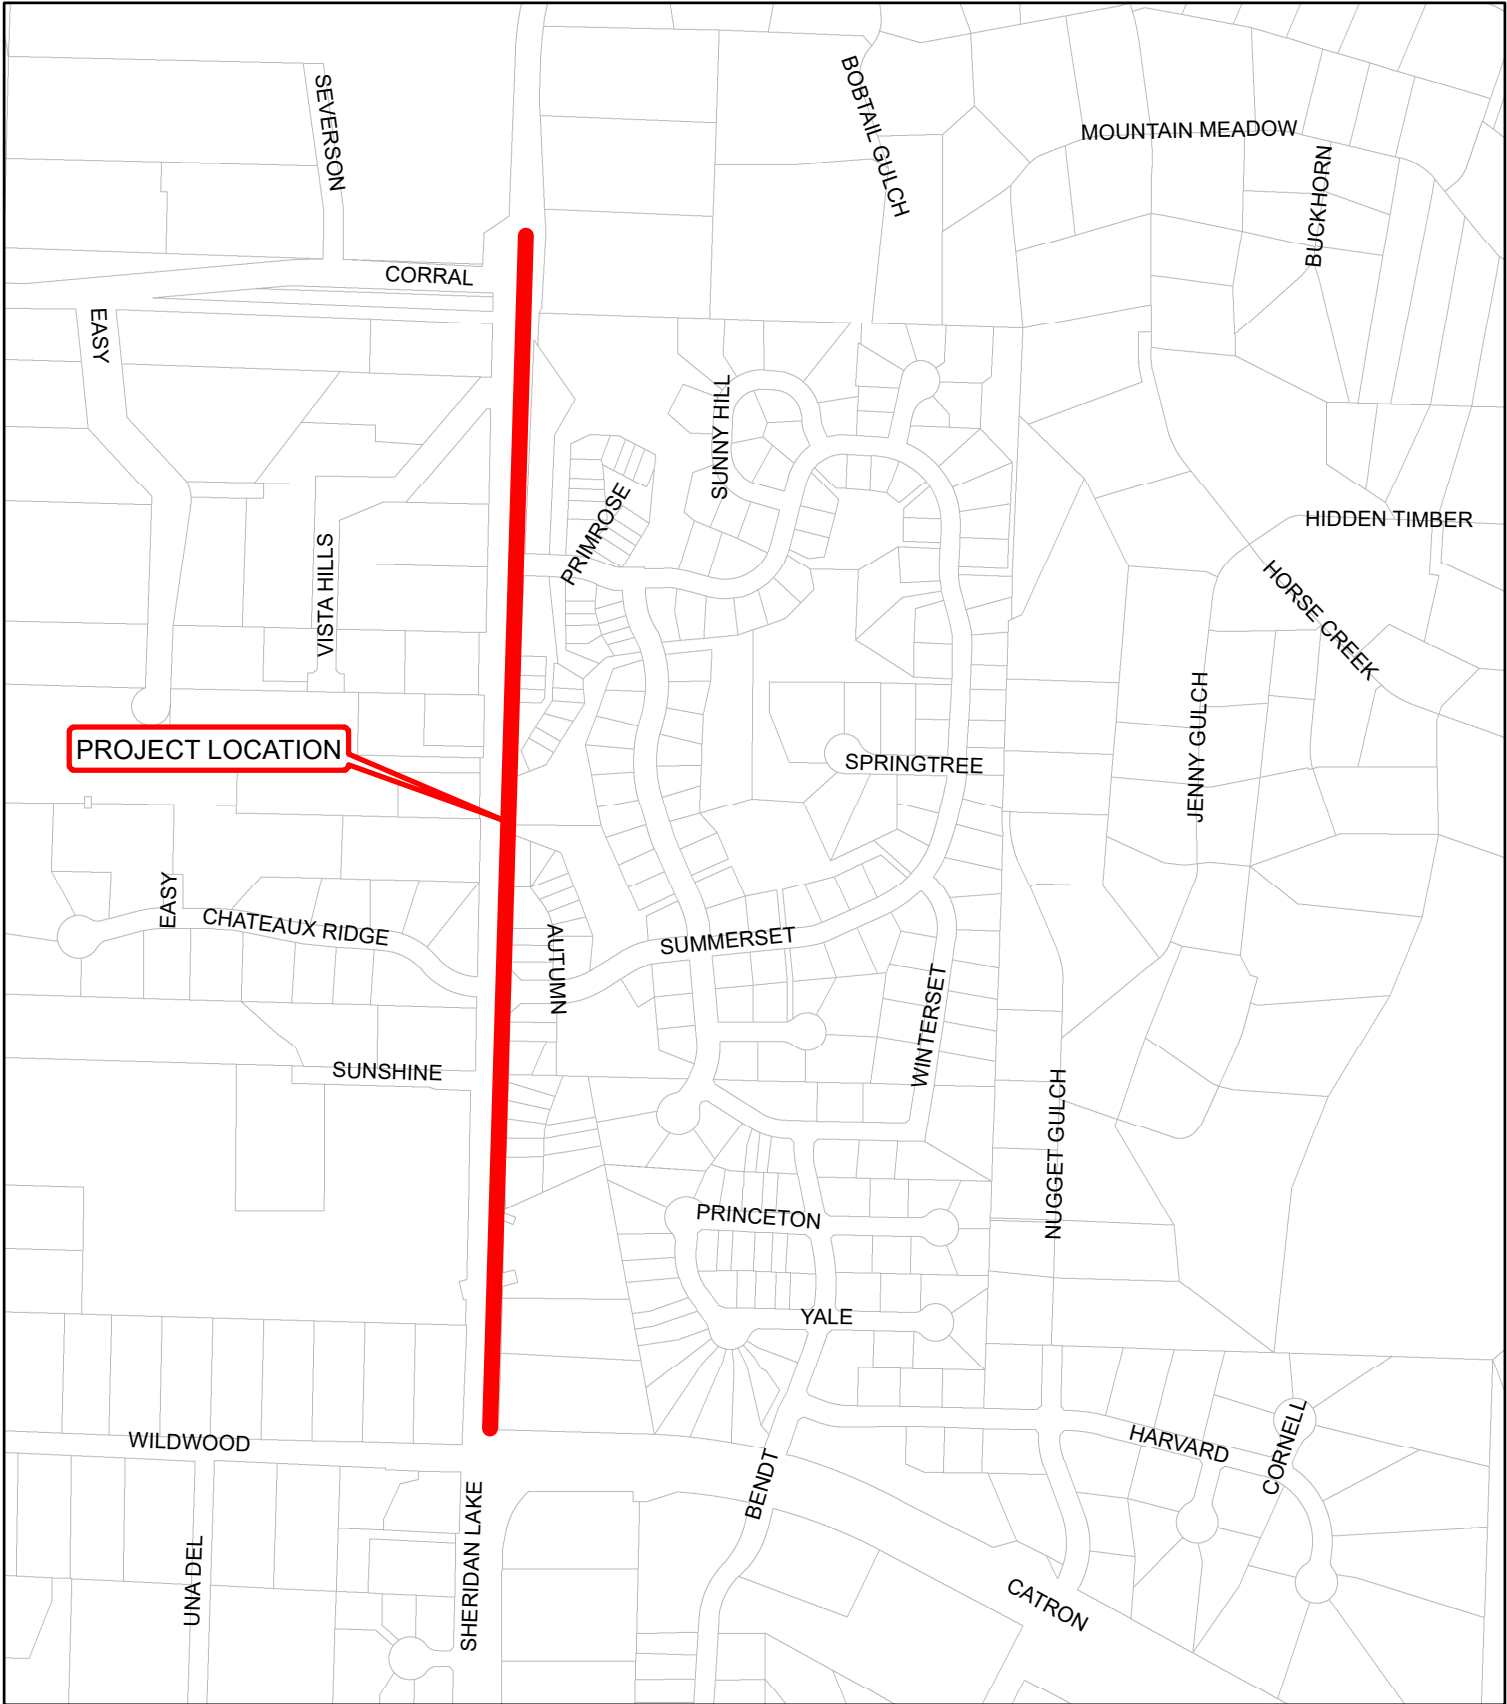 SEVERSON
BOBTAIL GULCH
MOUNTAIN MEADOW
BUCKHORN
CORRAL
EASY
SUNNY HILL
PRIMROSE
HIDDEN TIMBER
VISTA HILLS
HORSE CREEK
JENNY GULCH
PROJECT LOCATION
SPRINGTREE
EASY
CHATEAUX RIDGE
AUTUMN
SUMMERSET
WINTERSET
SUNSHINE
NUGGET GULCH
PRINCETON
YALE
WILDWOOD
HARVARD
CORNELL
BENDT
SHERIDAN LAKE
UNA DEL
CATRON